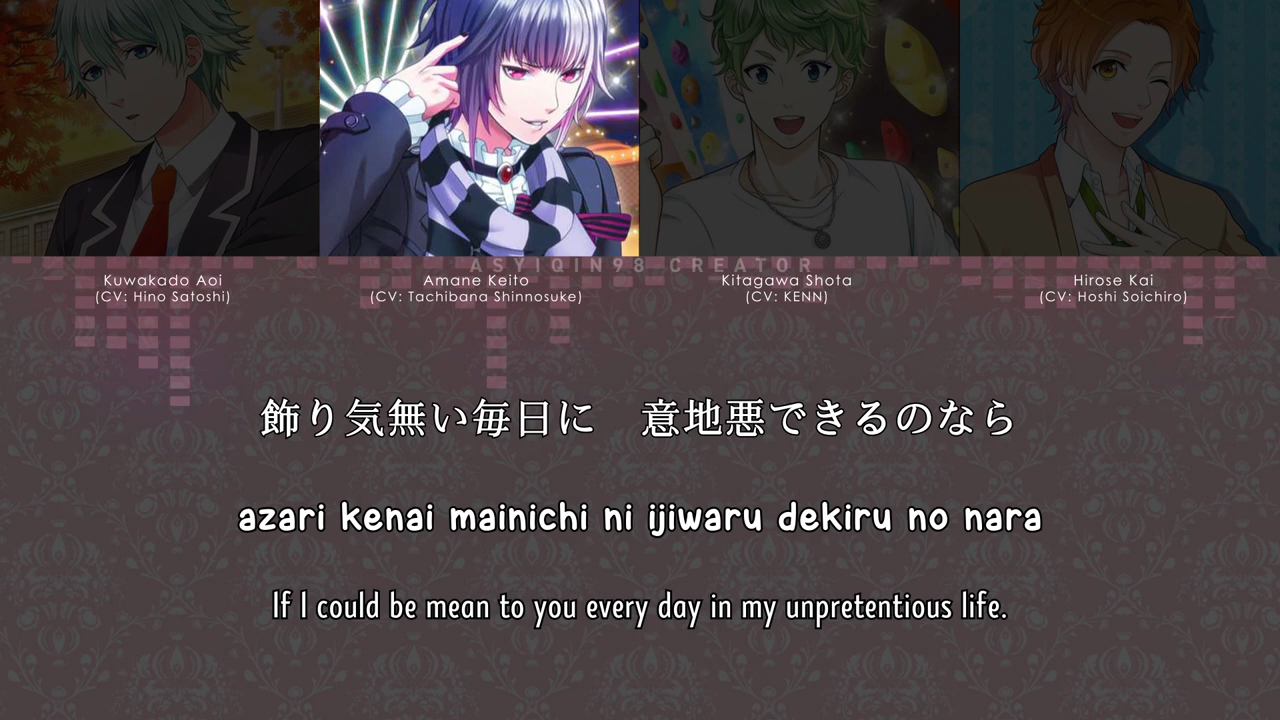 ASYIQIN98 CREATOR
Kuwakado Aoi
(CV: Hino Satoshi)
Amane Keito
(CV: Tachibana Shinnosuke)
Kitagawa Shota
(CV: KENN)
Hirose Kai
(CV: Hoshi Soichiro)
飾り気無い毎日に　意地悪できるのなら
azari kenai mainichi ni ijiwaru dekiru no nara
If I could be mean to you every day in my unpretentious life.